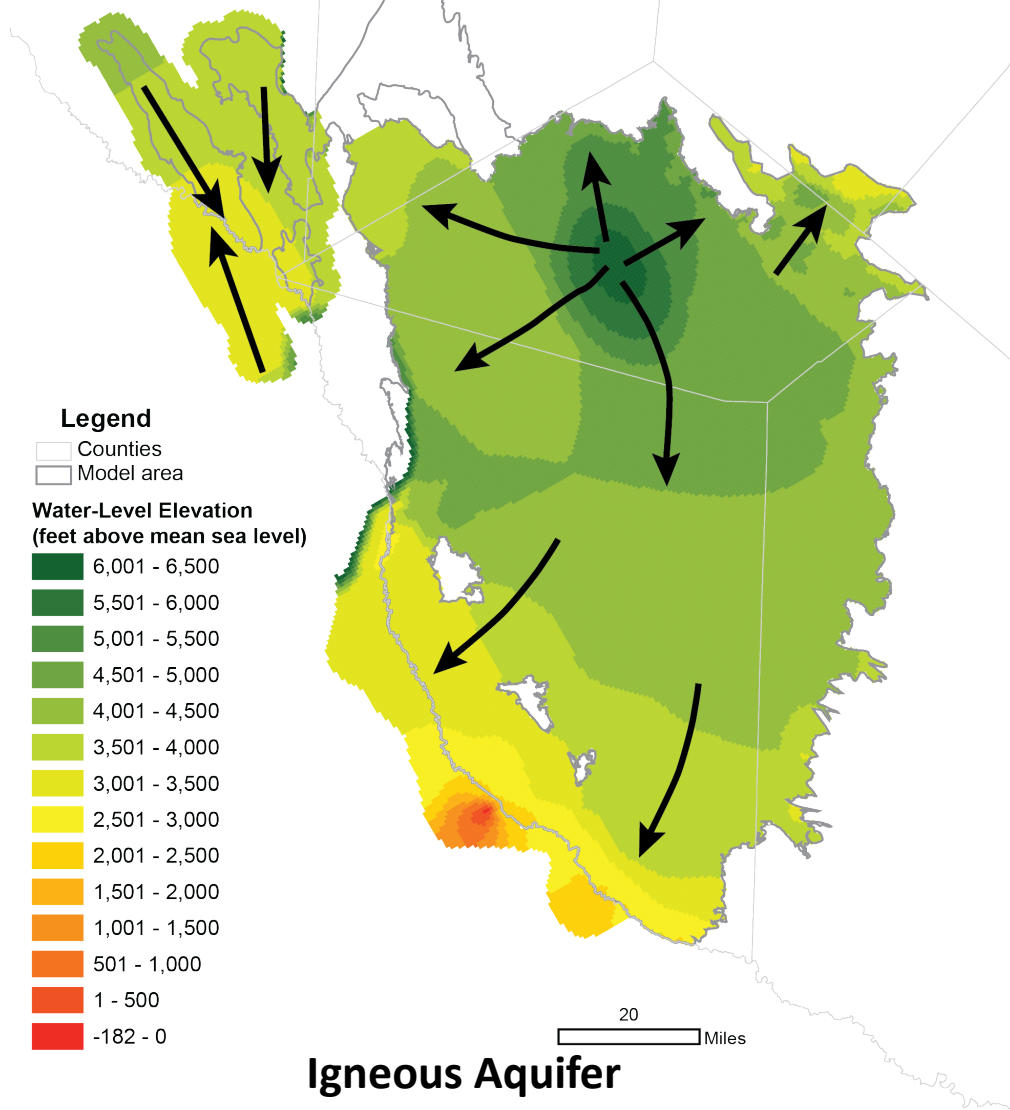 Legend
Counties
Model area
Water-Level Elevation
(feet above mean sea level)
6,001 - 6,500
5,501 - 6,000
5,001 - 5,500
4,501 - 5,000
4,001 - 4,500
3,501 - 4,000
3,001 - 3,500
2,501 - 3,000
2,001 - 2,500
1,501 - 2,000
1,001 - 1,500
501 - 1,000
1 - 500
-182 - 0
20
Miles
Igneous Aquifer